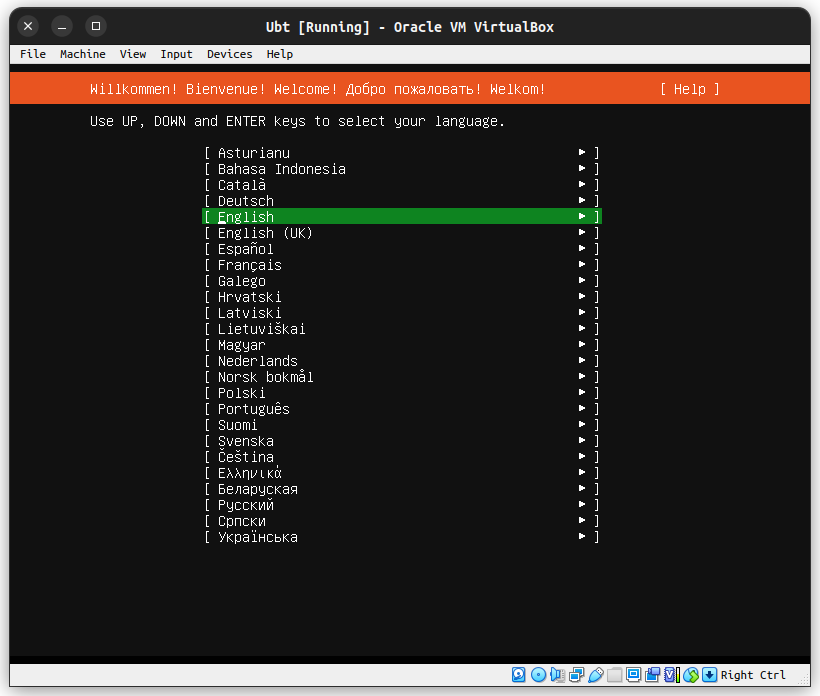 Ubt [Running] - Oracle VM VirtualBox
File Machine View Input Devices Help
Willkommen! Bienvenue! Welcome! Добро пожаловать! Welkom! [ Help ]
Use UP, DOWN and ENTER keys to select your language.
[ Asturianu ► ]
[ Bahasa Indonesia ► ]
[ Català ► ]
[ Deutsch ► ]
[ English ► ]
[ English (UK) ► ]
[ Español ► ]
[ Français ► ]
[ Galego ► ]
[ Hrvatski ► ]
[ Latviski ► ]
[ Lietuviškai ► ]
[ Magyar ► ]
[ Nederlands ► ]
[ Norsk bokmål ► ]
[ Polski ► ]
[ Português ► ]
[ Suomi ► ]
[ Svenska ► ]
[ Čeština ► ]
[ Ελληνικά ► ]
[ Беларуская ► ]
[ Русский ► ]
[ Српски ► ]
[ Українська ► ]
Right Ctrl